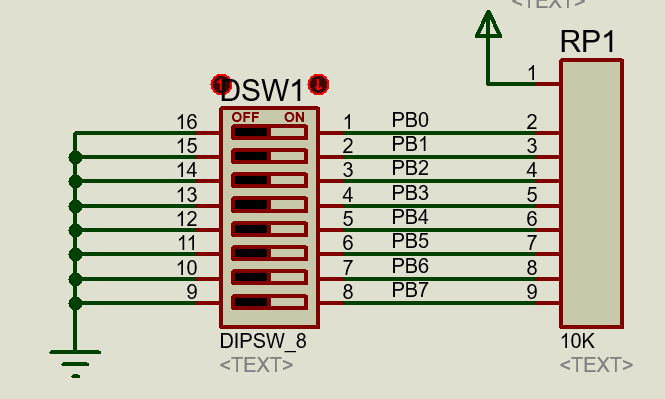 <TEXT>
RP1
DSW1
OFF ON
1
16 1 PB0 2
15 2 PB1 3
14 3 PB2 4
13 4 PB3 5
12 5 PB4 6
11 6 PB5 7
10 7 PB6 8
9 8 PB7 9
DIPSW_8 10K
<TEXT> <TEXT>